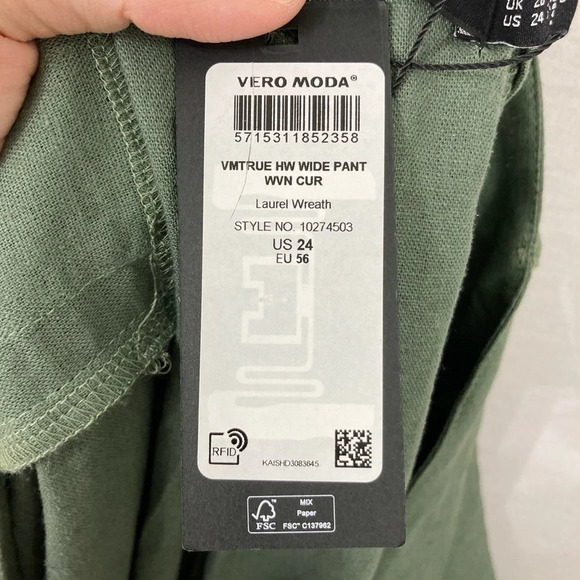 US 24
VERO MODA®
5715311852358
VMTRUE HW WIDE PANT
WVN CUR
Laurel Wreath
STYLE NO. 10274503
US 24
EU 56
RFID
KAISHD3083645
MIX
Paper
FSC™ C137962
FSC